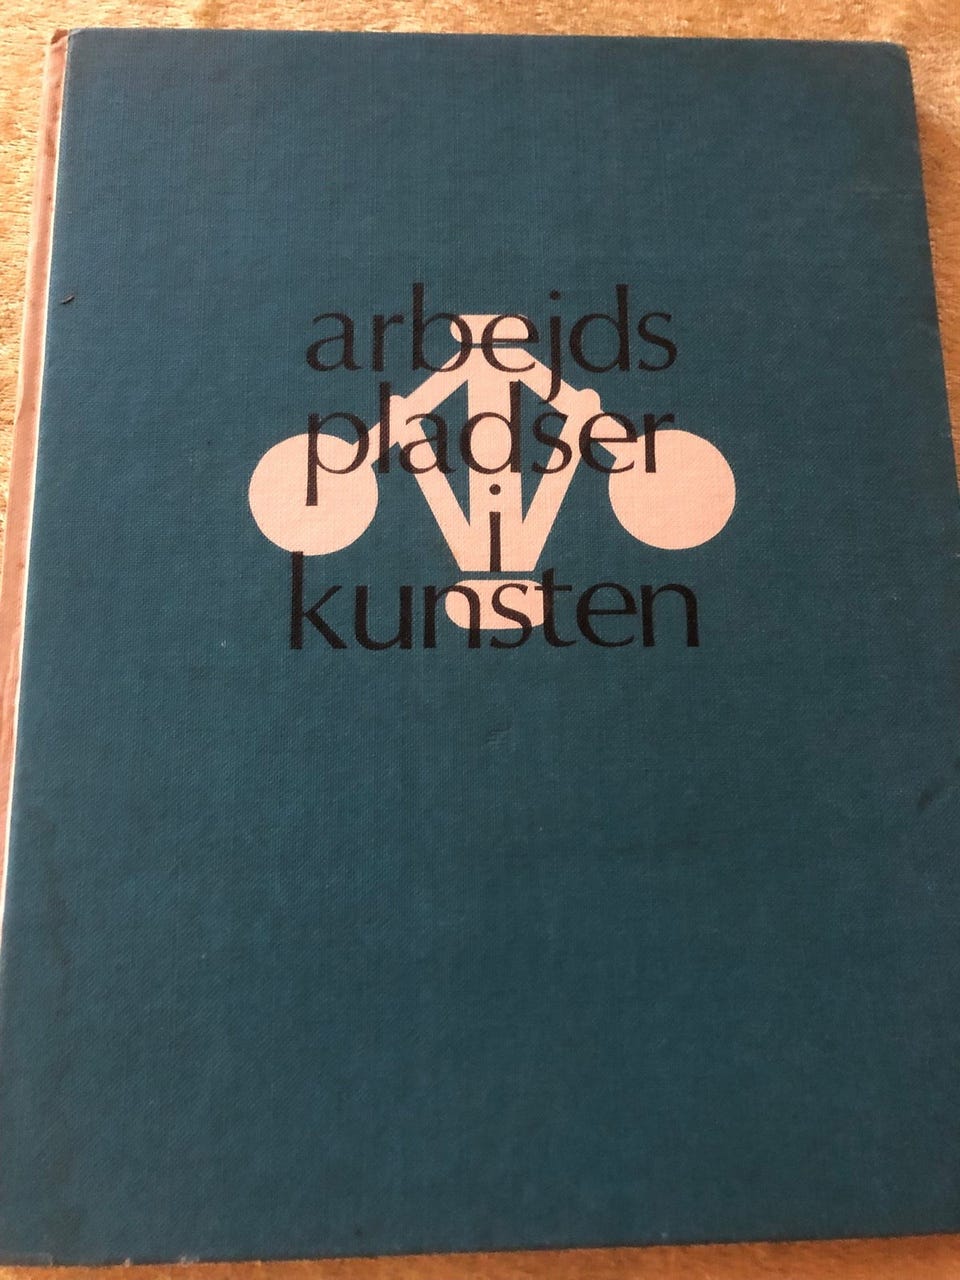 arbejds
pladser
i
kunsten